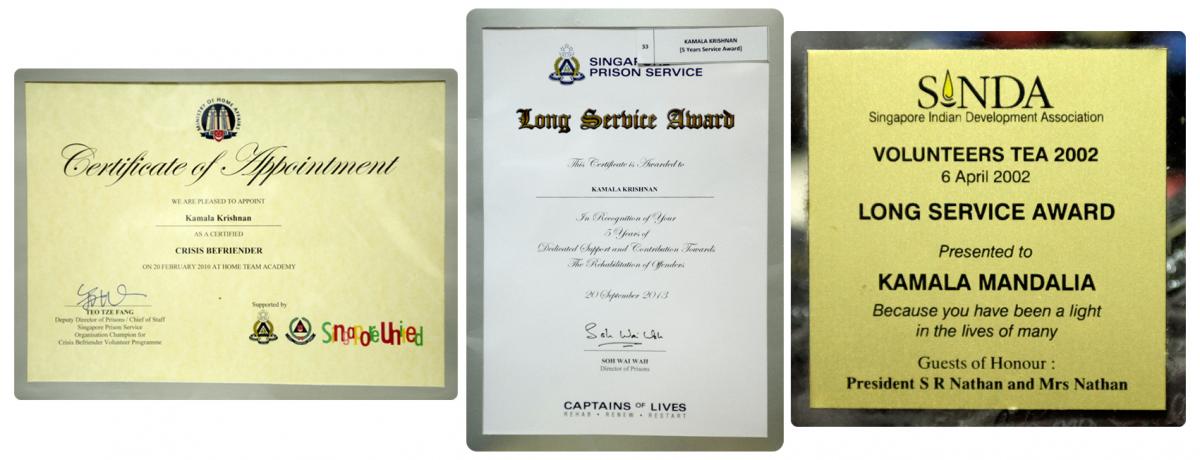 MINISTRY OF HOME AFFAIRS
Certificate of Appointment
WE ARE PLEASED TO APPOINT
Kamala Krishnan
AS A CERTIFIED
CRISIS BEFRIENDER
ON 20 FEBRUARY 2010 AT HOME TEAM ACADEMY
TEO TZE FANG
Deputy Director of Prisons / Chief of Staff
Singapore Prison Service
Organisation Champion for
Crisis Befriender Volunteer Programme
Supported by
Singapore United
33
KAMALA KRISHNAN
[5 Years Service Award]
PRISON SERVICE
Long Service Award
This Certificate is Awarded to
KAMALA KRISHNAN
In Recognition of Your
5 Years of
Dedicated Support and Contribution Towards
The Rehabilitation of Offenders
20 September 2013
Soh Wai Wah
SOH WAI WAH
Director of Prisons
CAPTAINS OF LIVES
REHAB • RENEW • RESTART
SINDA
Singapore Indian Development Association
VOLUNTEERS TEA 2002
6 April 2002
LONG SERVICE AWARD
Presented to
KAMALA MANDALIA
Because you have been a light
in the lives of many
Guests of Honour :
President S R Nathan and Mrs Nathan